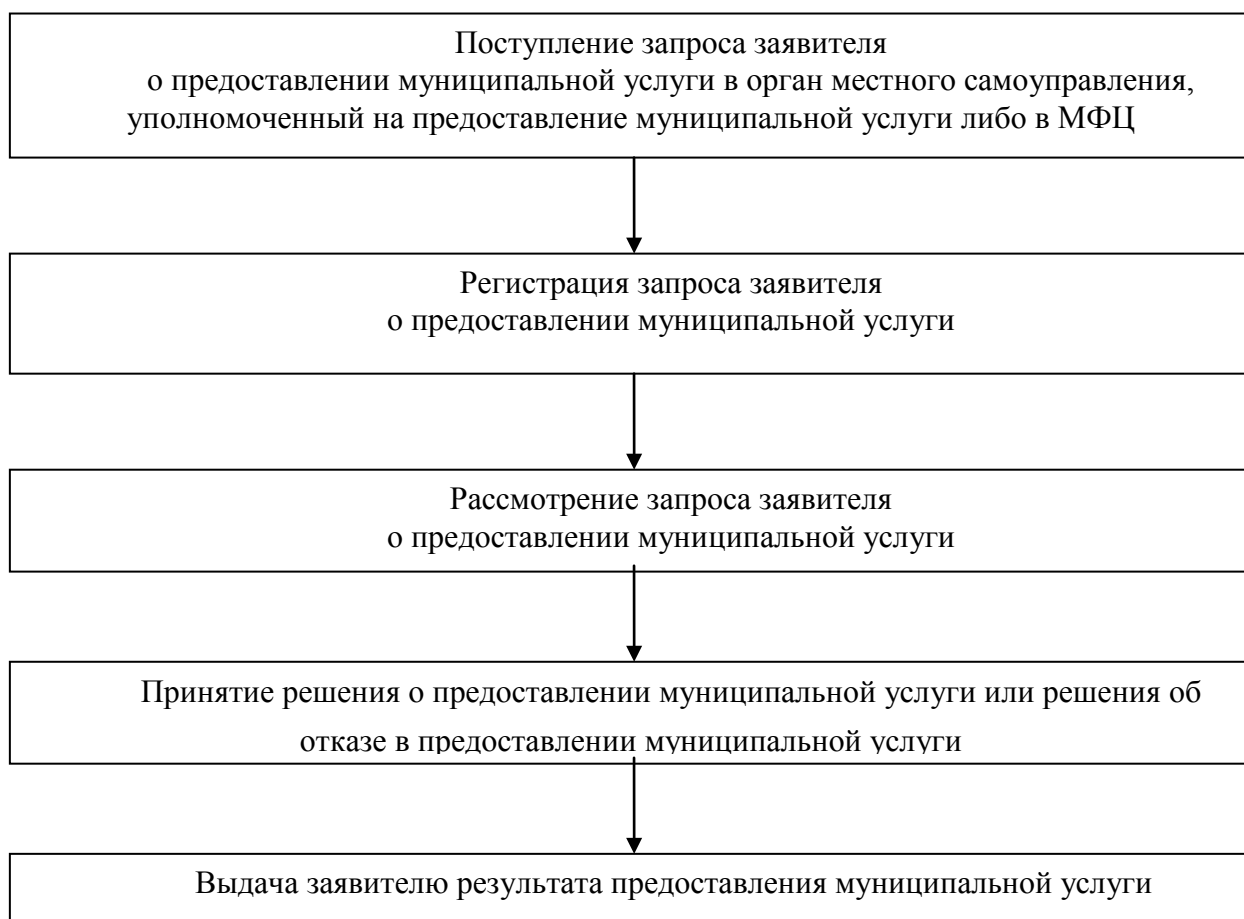 Поступление запроса заявителя
о предоставлении муниципальной услуги в орган местного самоуправления,
уполномоченный на предоставление муниципальной услуги либо в МФЦ
Регистрация запроса заявителя
о предоставлении муниципальной услуги
Рассмотрение запроса заявителя
о предоставлении муниципальной услуги
Принятие решения о предоставлении муниципальной услуги или решения об
отказе в предоставлении муниципальной услуги
Выдача заявителю результата предоставления муниципальной услуги